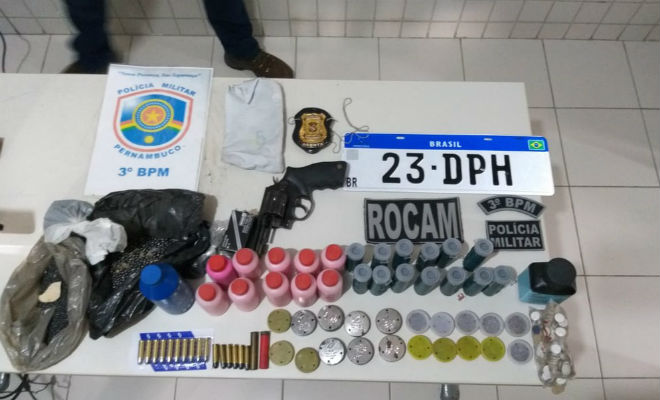 POLÍCIA MILITAR
PERNAMBUCO
3º BPM
BRASIL
BR
23·DPH
ROCAM
3º BPM
POLÍCIA
MILITAR